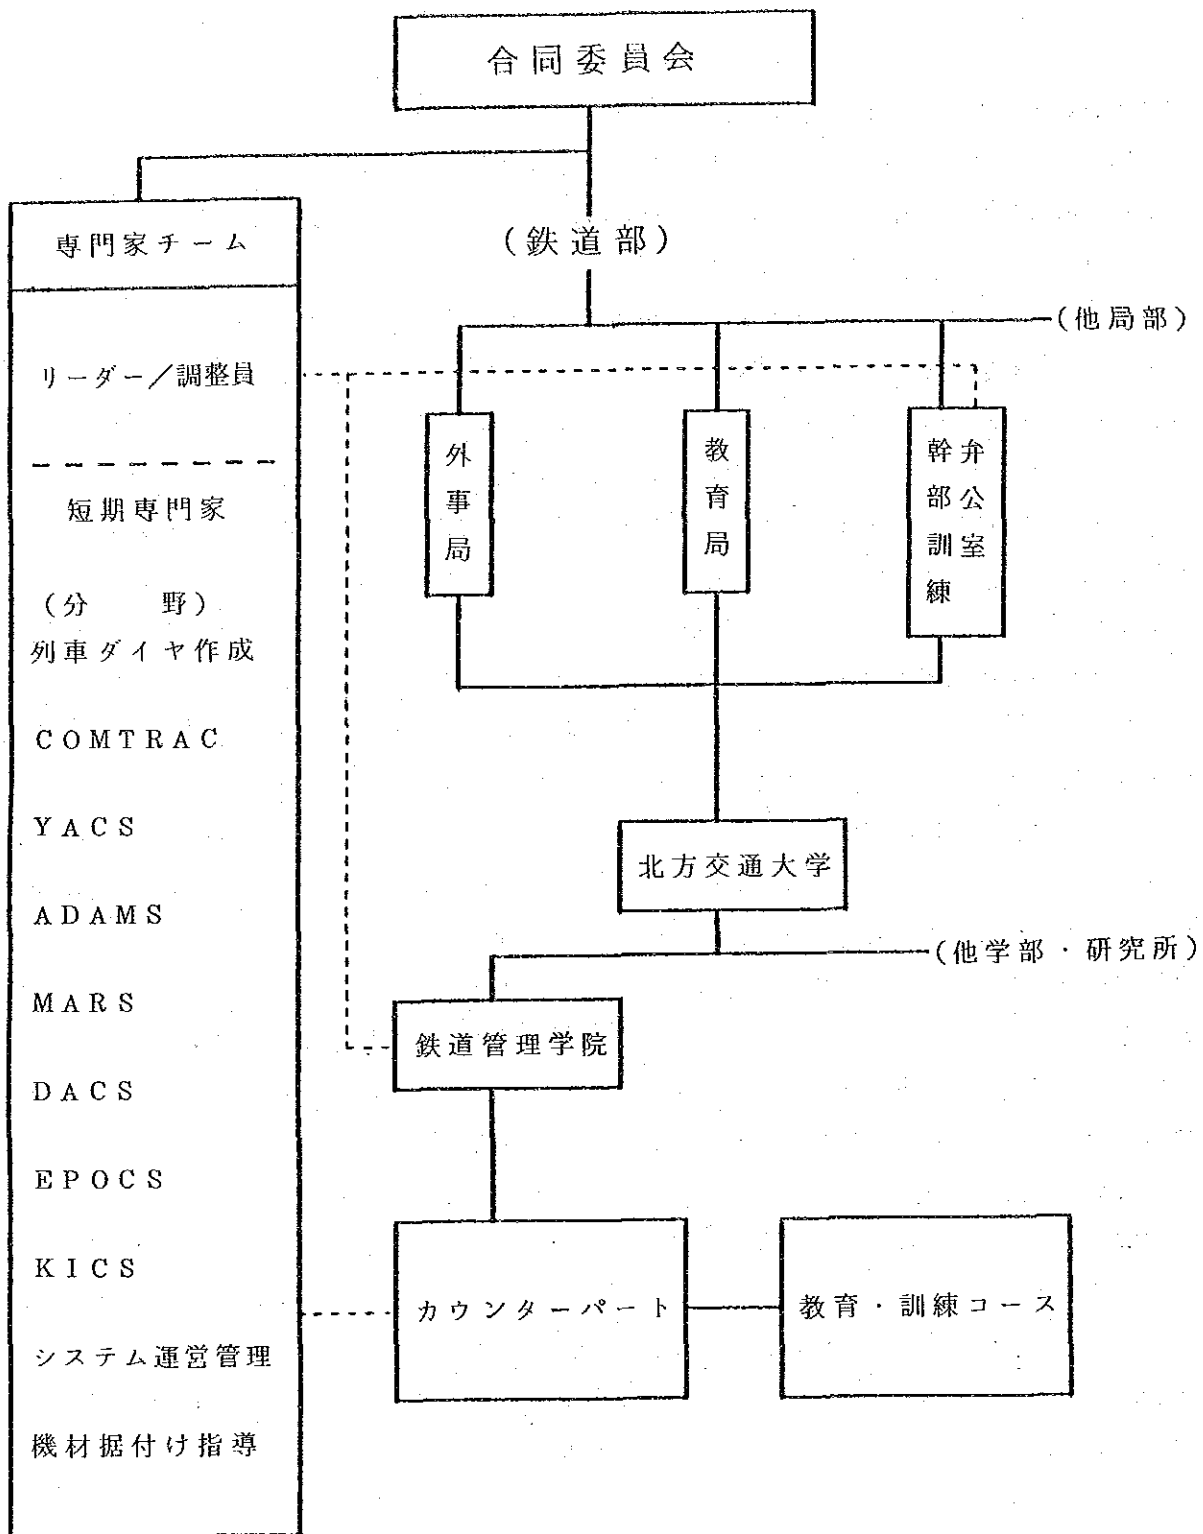 合同委員会
専門家チーム
(鉄道部)
(他局部)
リーダー/調整員
外事局
教育局
幹部訓練
弁公室
短期専門家
(分 野)
列車ダイヤ作成
COMTRAC
YACS
北方交通大学
ADAMS
(他学部・研究所)
MARS
鉄道管理学院
DACS
EPOCS
KICS
カウンターパート
教育・訓練コース
システム運営管理
機材据付け指導